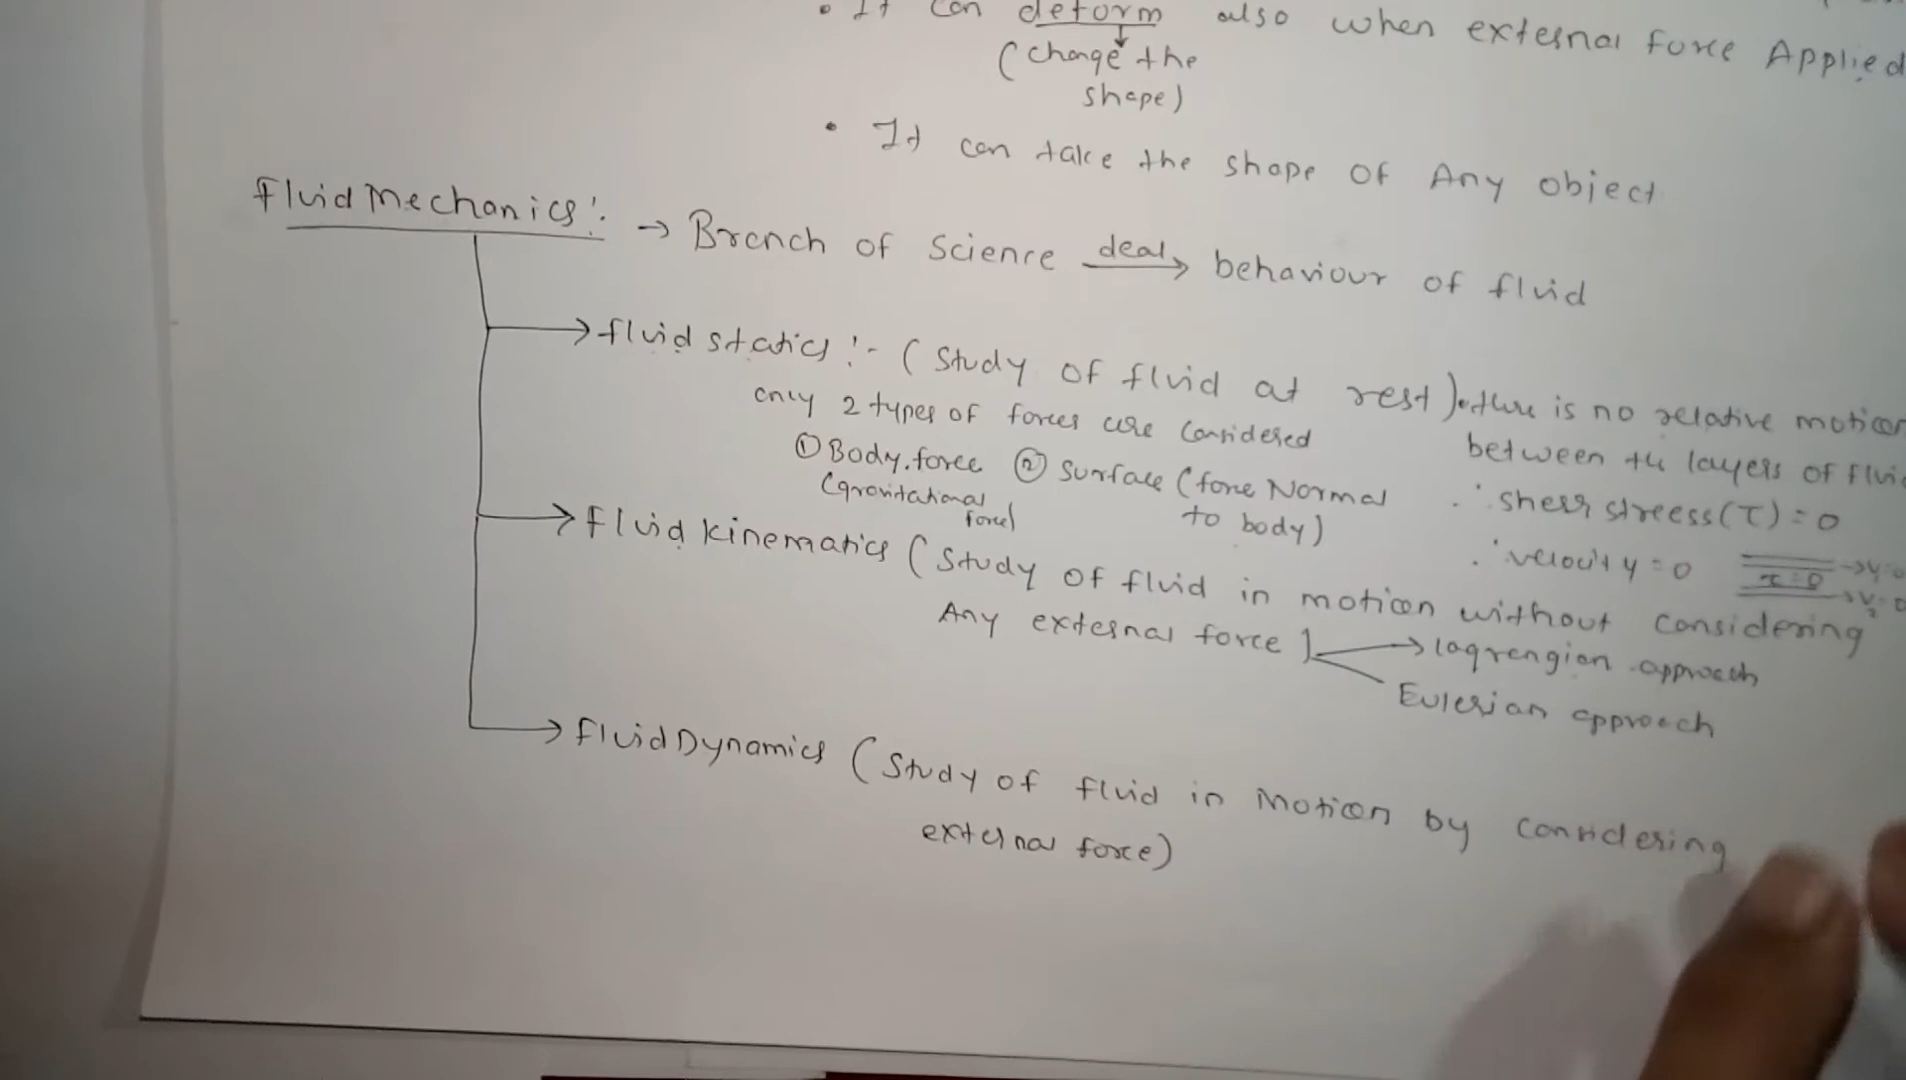 • It can deform also when external force Applied
(change the
shape)
• It can take the shape of Any object
Fluid Mechanics:
→ Branch of science deal→ behaviour of fluid
→ fluid statics :- (Study of fluid at rest) • there is no relative motion
only 2 types of forces are considered
between the layers of fluid
① Body force ② surface (force Normal
to body)
(gravitational
force)
∴ shear streess (τ) = 0
∴ velocity = 0
τ = 0
→ fluid kinematics (Study of fluid in motion without considering
Any external force)
→ lagrengian approach
Eulerian approach
→ fluid Dynamics (Study of fluid in Motion by considering
external force)